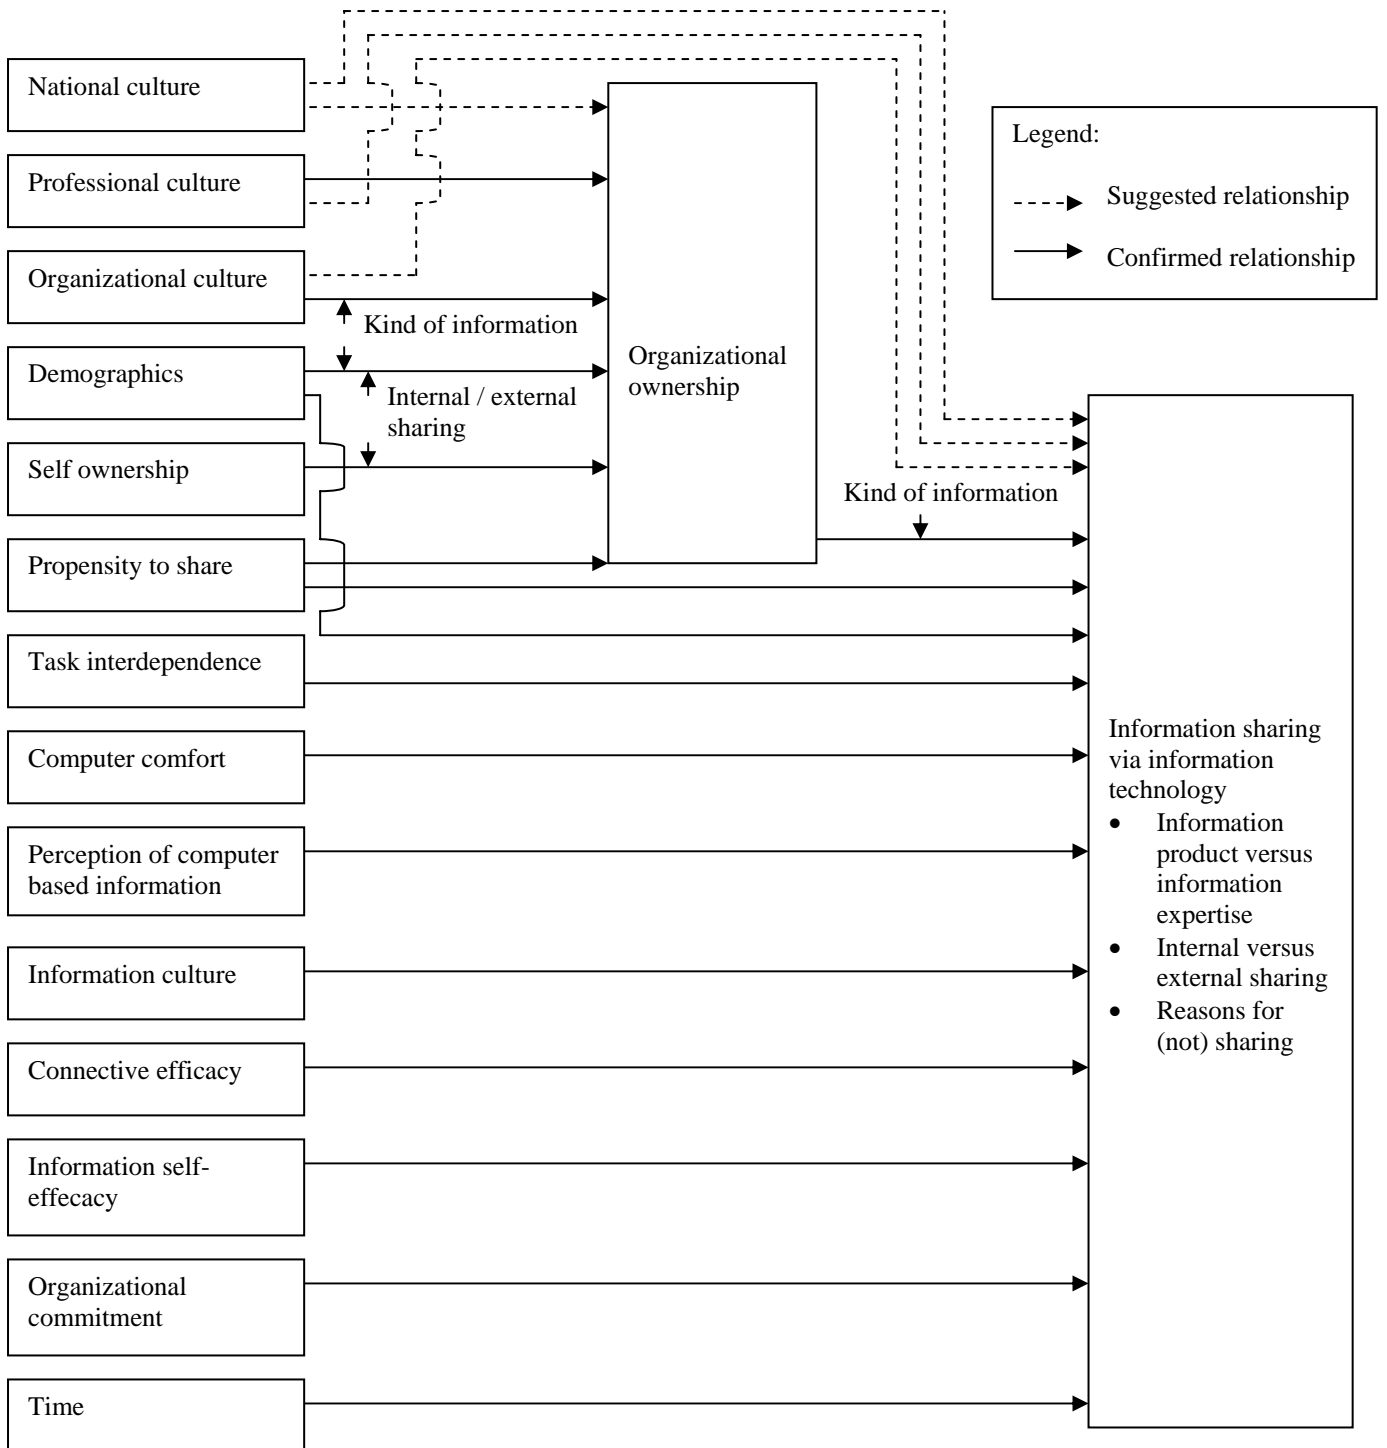 National culture
Professional culture
Organizational culture
Kind of information
Demographics
Internal / external
sharing
Self ownership
Propensity to share
Task interdependence
Computer comfort
Perception of computer
based information
Information culture
Connective efficacy
Information self-
effecacy
Organizational
commitment
Time
Organizational
ownership
Kind of information
Legend:
Suggested relationship
Confirmed relationship
Information sharing
via information
technology
• Information
product versus
information
expertise
• Internal versus
external sharing
• Reasons for
(not) sharing